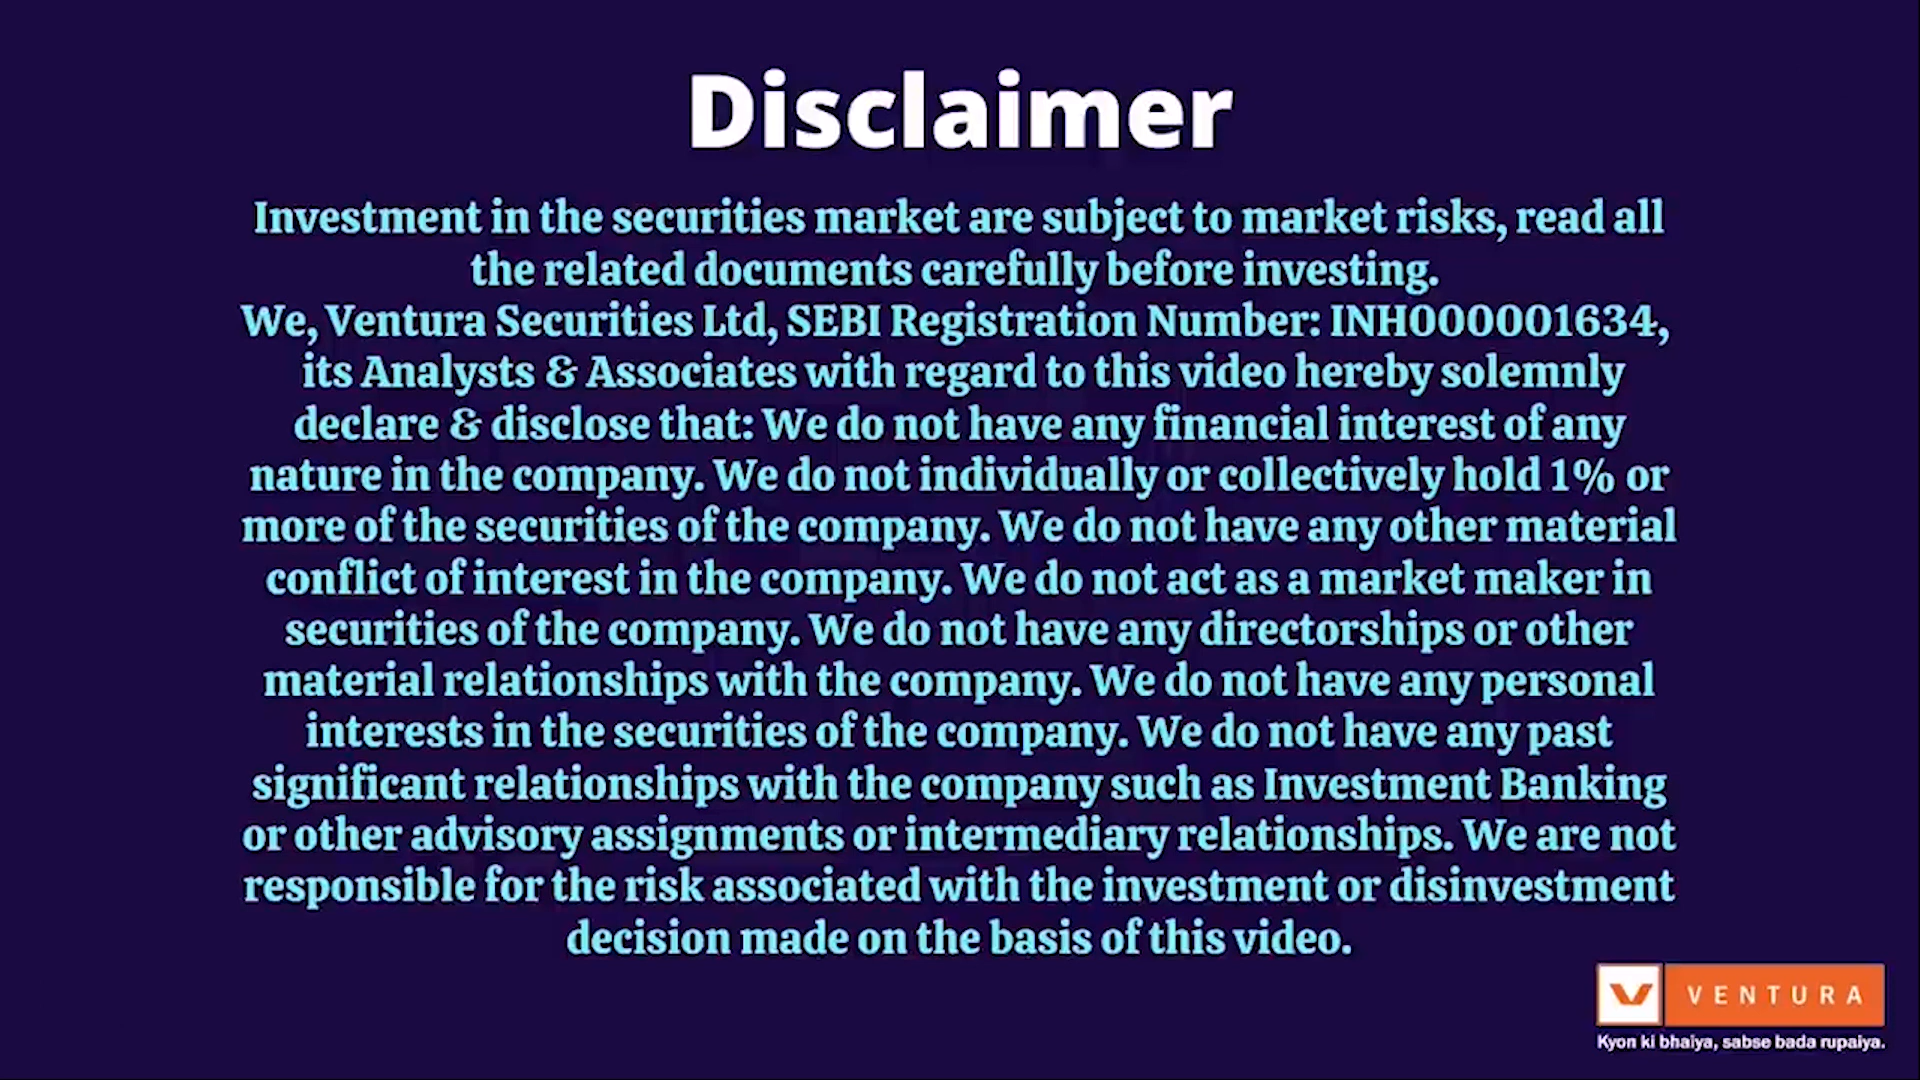 Disclaimer
Investment in the securities market are subject to market risks, read all
the related documents carefully before investing.
We, Ventura Securities Ltd, SEBI Registration Number: INH000001634,
its Analysts & Associates with regard to this video hereby solemnly
declare & disclose that: We do not have any financial interest of any
nature in the company. We do not individually or collectively hold 1% or
more of the securities of the company. We do not have any other material
conflict of interest in the company. We do not act as a market maker in
securities of the company. We do not have any directorships or other
material relationships with the company. We do not have any personal
interests in the securities of the company. We do not have any past
significant relationships with the company such as Investment Banking
or other advisory assignments or intermediary relationships. We are not
responsible for the risk associated with the investment or disinvestment
decision made on the basis of this video.
VENTURA
Kyon ki bhaiya, sabse bada rupaiya.